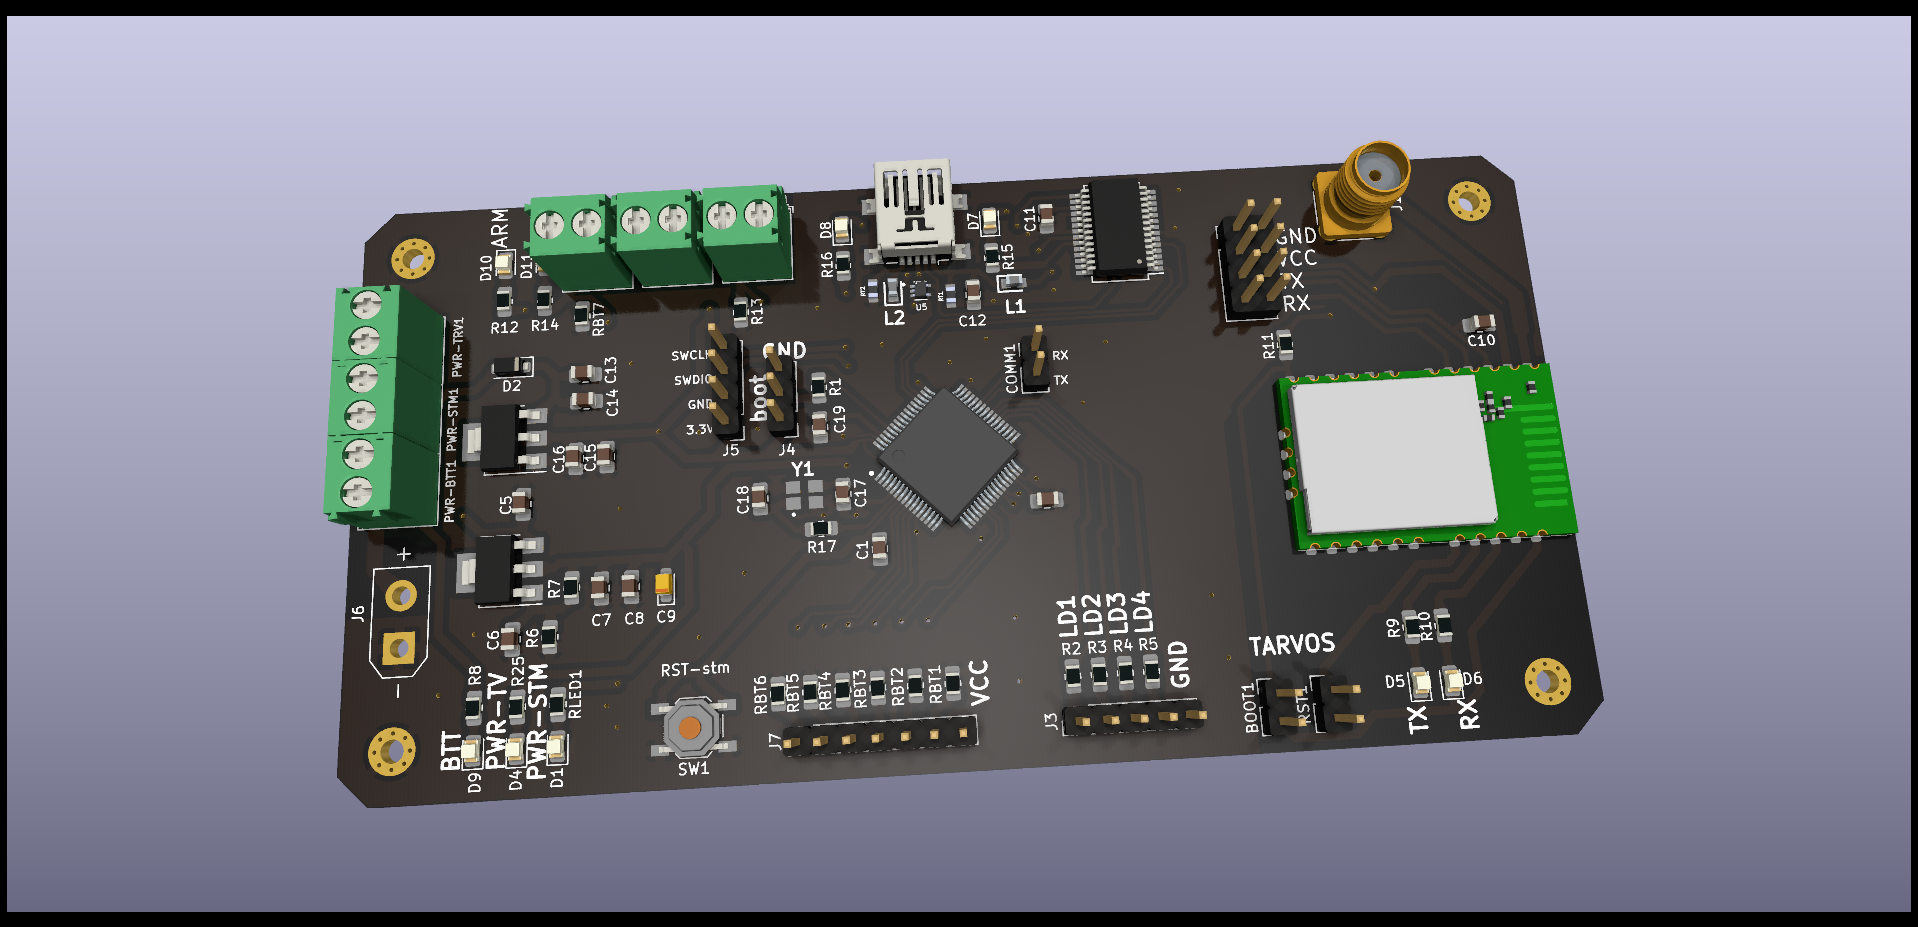 ARM
D10
D11
R12
R14
RBT7
R13
D8
R16
R2
L2
U5
R1
D7
R15
C11
C12
L1
J1
GND
VCC
TX
RX
R11
C10
PWR-TRV1
PWR-STM1
PWR-BTT1
D2
C13
C14
C16
C15
C5
SWCLK
SWDIO
GND
3.3V
J5
GND
boot
J4
R1
C19
COMM1
RX
TX
Y1
C18
C17
R17
C1
+
J6
-
R7
C7
C8
C9
C6
R6
R8
R25
RLED1
BTT
PWR-TV
PWR-STM
D9
D4
D1
RST-stm
SW1
RBT6
RBT5
RBT4
RBT3
RBT2
RBT1
VCC
J7
LD1
LD2
LD3
LD4
R2
R3
R4
R5
GND
J3
TARVOS
BOOT1
RST1
R9
R10
D5
D6
TX
RX